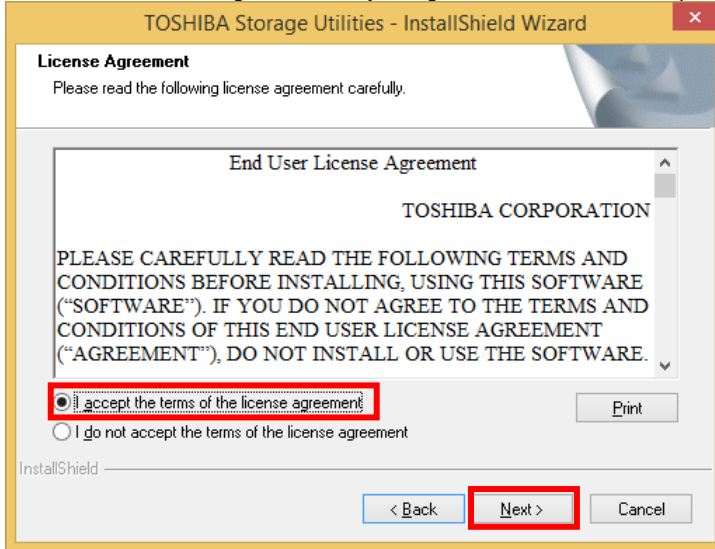 TOSHIBA Storage Utilities - InstallShield Wizard
License Agreement
Please read the following license agreement carefully.
End User License Agreement
TOSHIBA CORPORATION
PLEASE CAREFULLY READ THE FOLLOWING TERMS AND
CONDITIONS BEFORE INSTALLING, USING THIS SOFTWARE
(“SOFTWARE”). IF YOU DO NOT AGREE TO THE TERMS AND
CONDITIONS OF THIS END USER LICENSE AGREEMENT
(“AGREEMENT”), DO NOT INSTALL OR USE THE SOFTWARE.
I accept the terms of the license agreement
Print
I do not accept the terms of the license agreement
InstallShield
< Back
Next >
Cancel